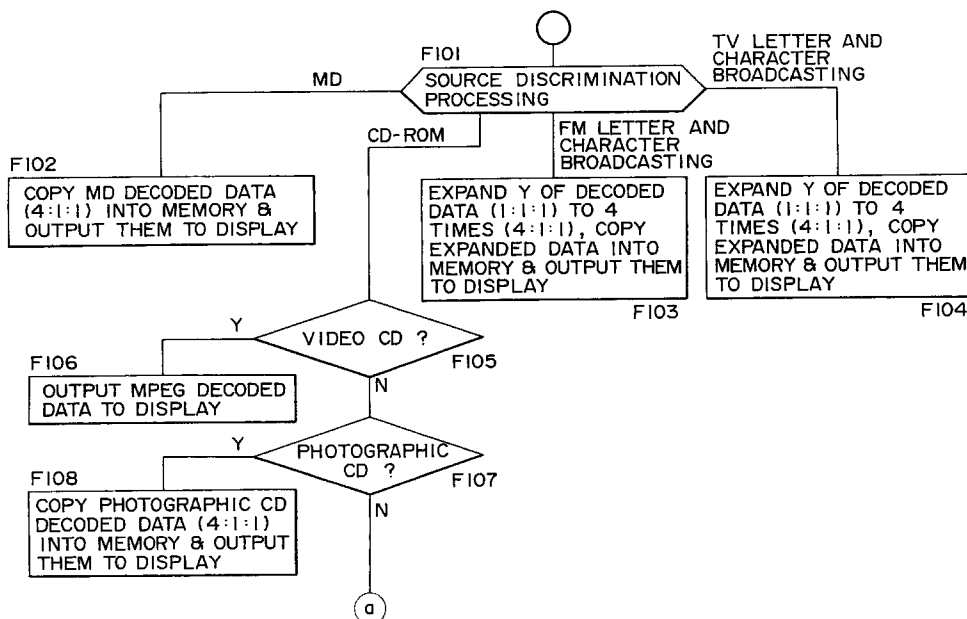 F101
SOURCE DISCRIMINATION
PROCESSING
MD
TV LETTER AND
CHARACTER
BROADCASTING
CD-ROM
FM LETTER AND
CHARACTER
BROADCASTING
F102
COPY MD DECODED DATA
(4:1:1) INTO MEMORY &
OUTPUT THEM TO DISPLAY
EXPAND Y OF DECODED
DATA (1:1:1) TO 4
TIMES (4:1:1), COPY
EXPANDED DATA INTO
MEMORY & OUTPUT THEM
TO DISPLAY
F103
EXPAND Y OF DECODED
DATA (1:1:1) TO 4
TIMES (4:1:1), COPY
EXPANDED DATA INTO
MEMORY & OUTPUT THEM
TO DISPLAY
F104
VIDEO CD ?
F105
Y
N
F106
OUTPUT MPEG DECODED
DATA TO DISPLAY
PHOTOGRAPHIC
CD ?
F107
Y
N
F108
COPY PHOTOGRAPHIC CD
DECODED DATA (4:1:1)
INTO MEMORY & OUTPUT
THEM TO DISPLAY
a